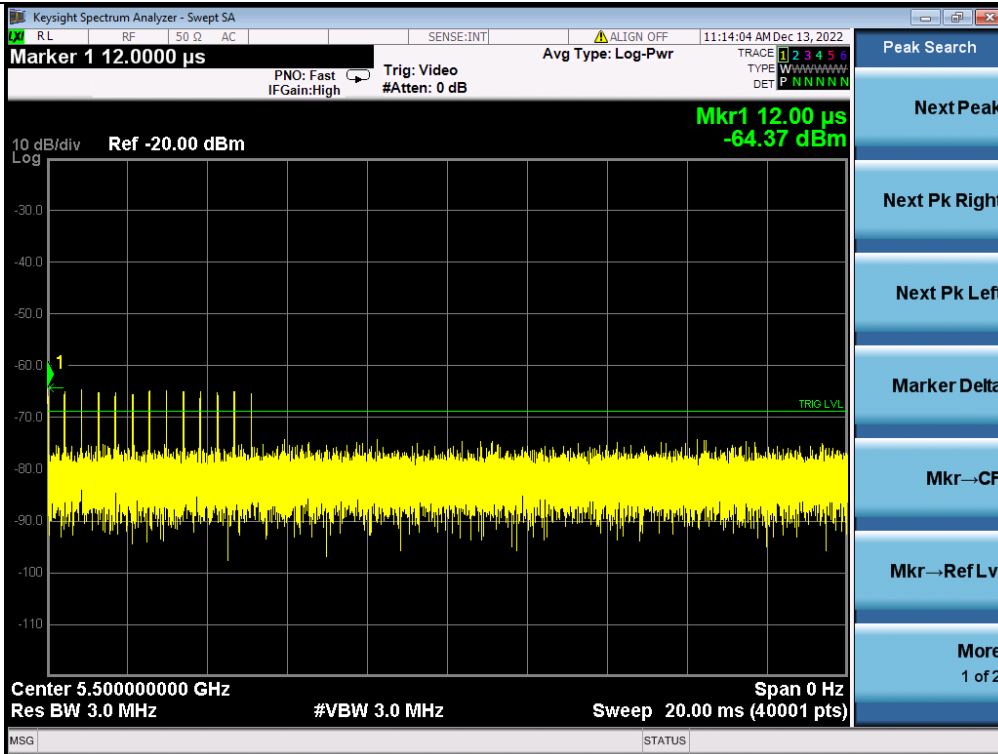 Keysight Spectrum Analyzer - Swept SA
LXI RL RF 50 Ω AC SENSE:INT ALIGN OFF 11:14:04 AM Dec 13, 2022
Marker 1 12.0000 µs
PNO: Fast
IFGain:High
Trig: Video
#Atten: 0 dB
Avg Type: Log-Pwr
TRACE 1 2 3 4 5 6
TYPE WWWWWW
DET P N N N N N
Mkr1 12.00 µs
-64.37 dBm
10 dB/div
Log
Ref -20.00 dBm
-30.0
-40.0
-50.0
-60.0
1
-70.0
TRIG LVL
-80.0
-90.0
-100
-110
Center 5.500000000 GHz
Span 0 Hz
Res BW 3.0 MHz
#VBW 3.0 MHz
Sweep 20.00 ms (40001 pts)
MSG
STATUS
Peak Search
Next Peak
Next Pk Right
Next Pk Left
Marker Delta
Mkr→CF
Mkr→Ref Lv
More
1 of 2